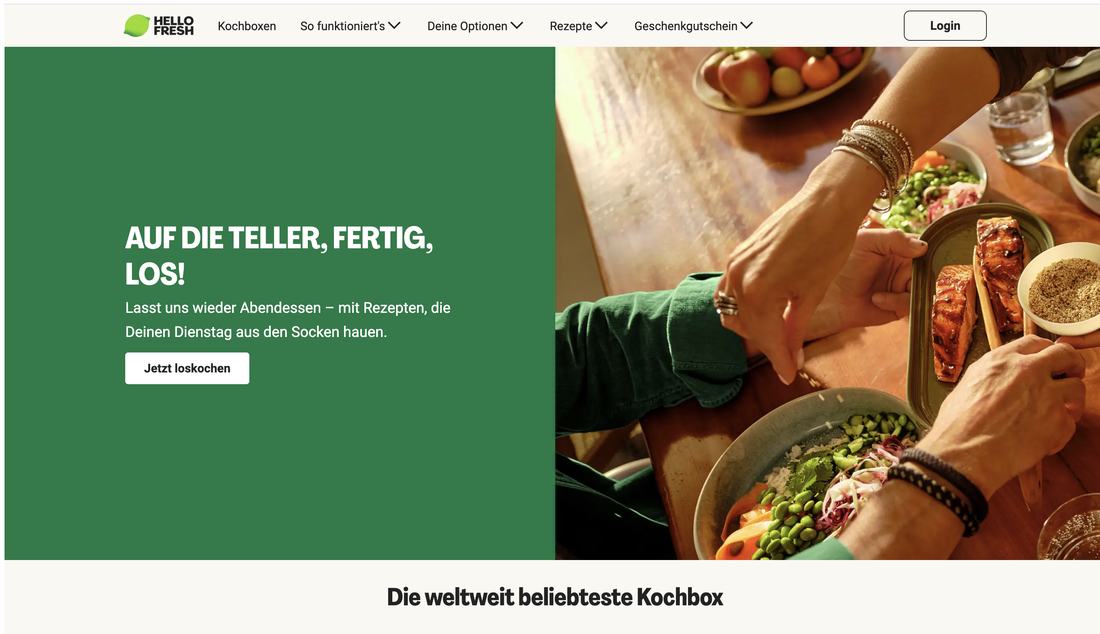 HELLO
FRESH
Kochboxen
So funktioniert's
Deine Optionen
Rezepte
Geschenkgutschein
Login
AUF DIE TELLER, FERTIG,
LOS!
Lasst uns wieder Abendessen – mit Rezepten, die
Deinen Dienstag aus den Socken hauen.
Jetzt loskochen
Die weltweit beliebteste Kochbox